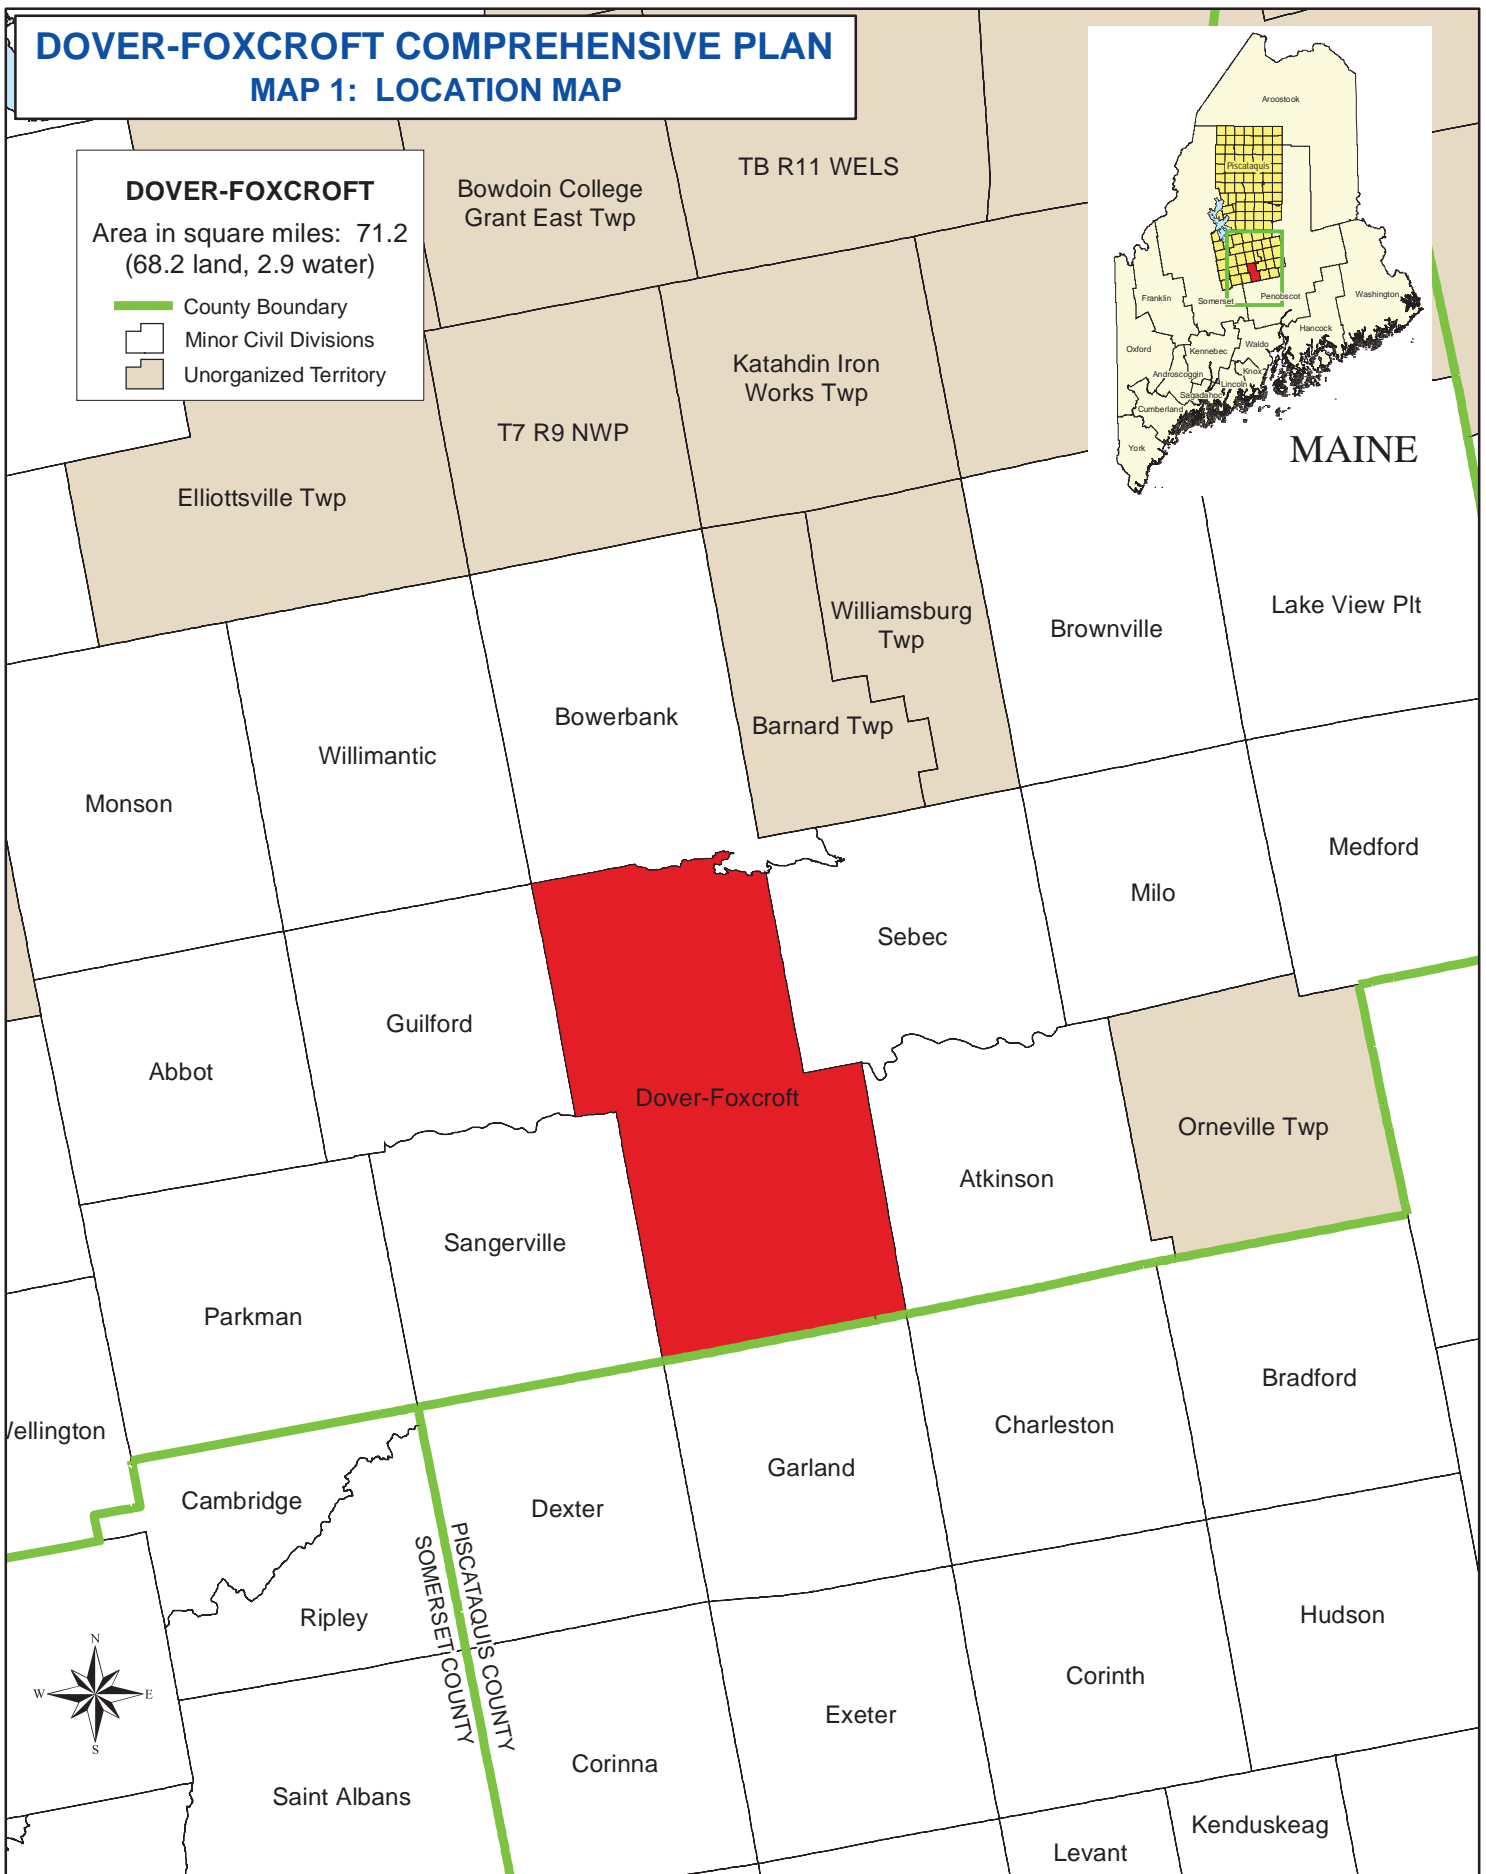 DOVER-FOXCROFT COMPREHENSIVE PLAN
MAP 1: LOCATION MAP
DOVER-FOXCROFT
Area in square miles: 71.2
(68.2 land, 2.9 water)
County Boundary
Minor Civil Divisions
Unorganized Territory
Aroostook
Piscataquis
Franklin
Somerset
Penobscot
Washington
Hancock
Oxford
Kennebec
Waldo
Androscoggin
Knox
Lincoln
Sagadahoc
Cumberland
York
MAINE
Bowdoin College
Grant East Twp
TB R11 WELS
Katahdin Iron
Works Twp
T7 R9 NWP
Elliottsville Twp
Williamsburg
Twp
Brownville
Lake View Plt
Bowerbank
Barnard Twp
Willimantic
Monson
Medford
Milo
Sebec
Guilford
Abbot
Dover-Foxcroft
Orneville Twp
Atkinson
Sangerville
Parkman
Bradford
Charleston
Wellington
Garland
Cambridge
Dexter
PISCATAQUIS COUNTY
SOMERSET COUNTY
Ripley
Hudson
Corinth
Exeter
Corinna
Saint Albans
Kenduskeag
Levant
N
W
E
S